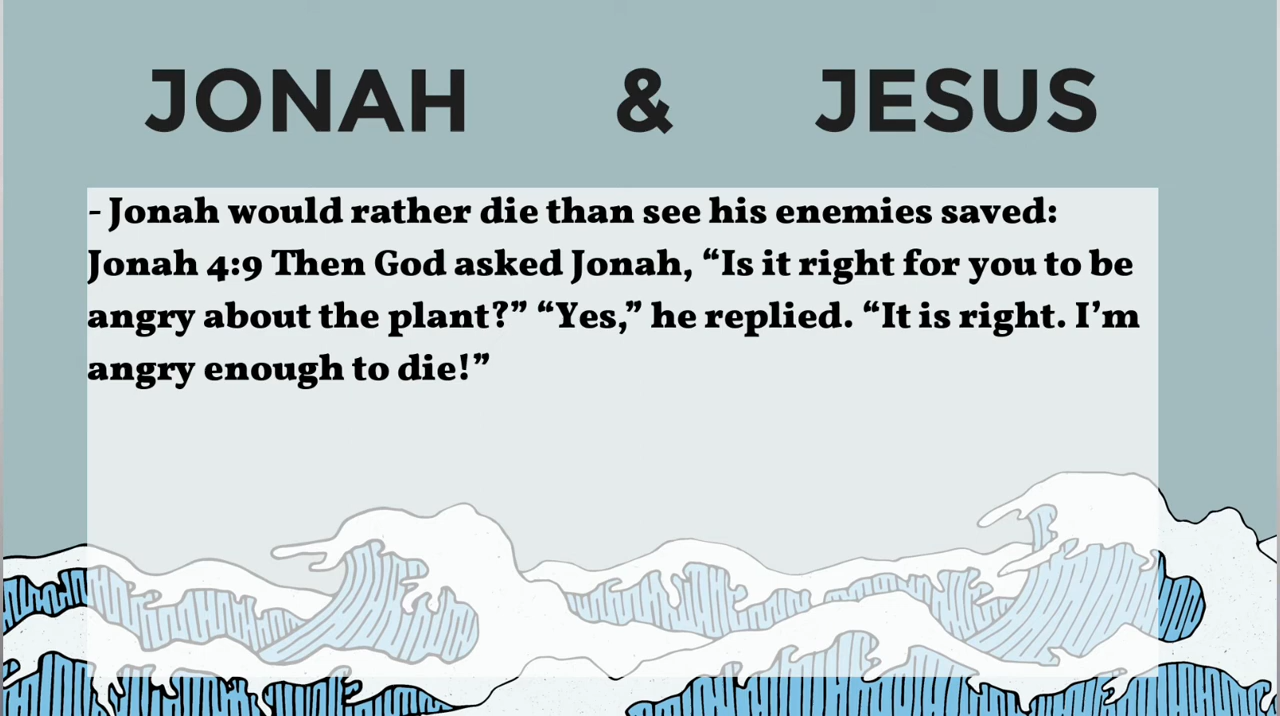 JONAH & JESUS
- Jonah would rather die than see his enemies saved:
Jonah 4:9 Then God asked Jonah, “Is it right for you to be
angry about the plant?” “Yes,” he replied. “It is right. I’m
angry enough to die!”